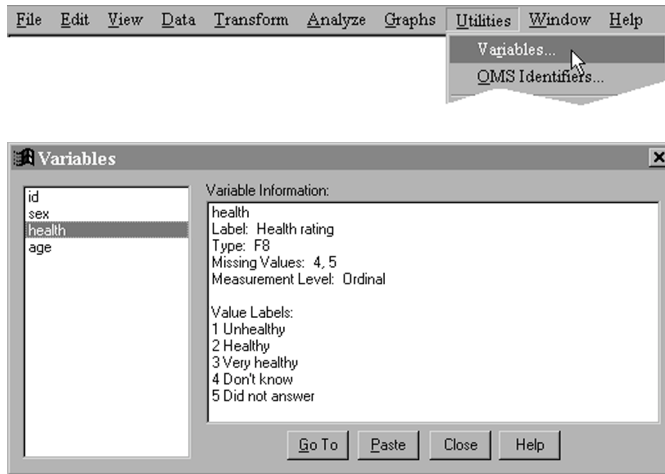 File Edit View Data Transform Analyze Graphs Utilities Window Help
Variables...
OMS Identifiers...
Variables
id
sex
health
age
Variable Information:
health
Label: Health rating
Type: F8
Missing Values: 4, 5
Measurement Level: Ordinal
Value Labels:
1 Unhealthy
2 Healthy
3 Very healthy
4 Don't know
5 Did not answer
Go To Paste Close Help